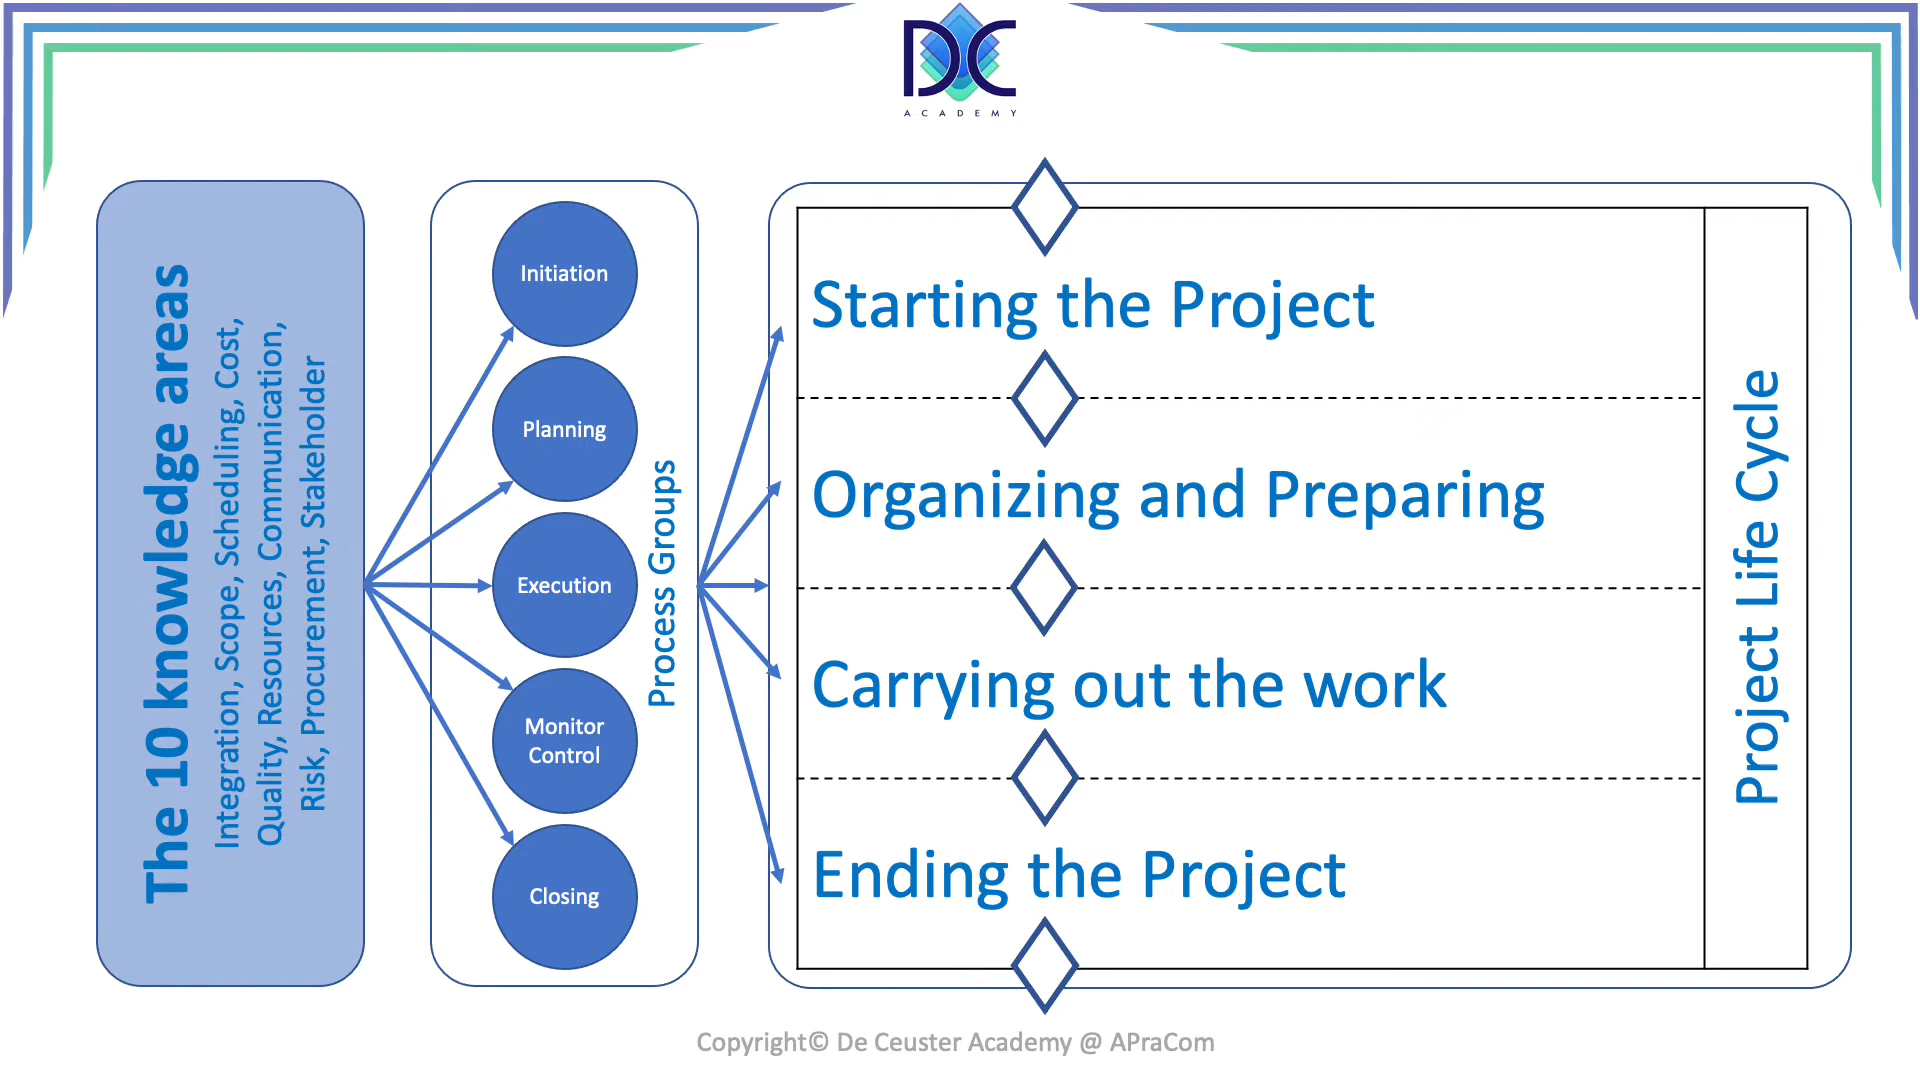 DC
ACADEMY
The 10 knowledge areas
Integration, Scope, Scheduling, Cost,
Quality, Resources, Communication,
Risk, Procurement, Stakeholder
Initiation
Planning
Execution
Monitor
Control
Closing
Process Groups
Starting the Project
Organizing and Preparing
Carrying out the work
Ending the Project
Project Life Cycle
Copyright© De Ceuster Academy @ APraCom